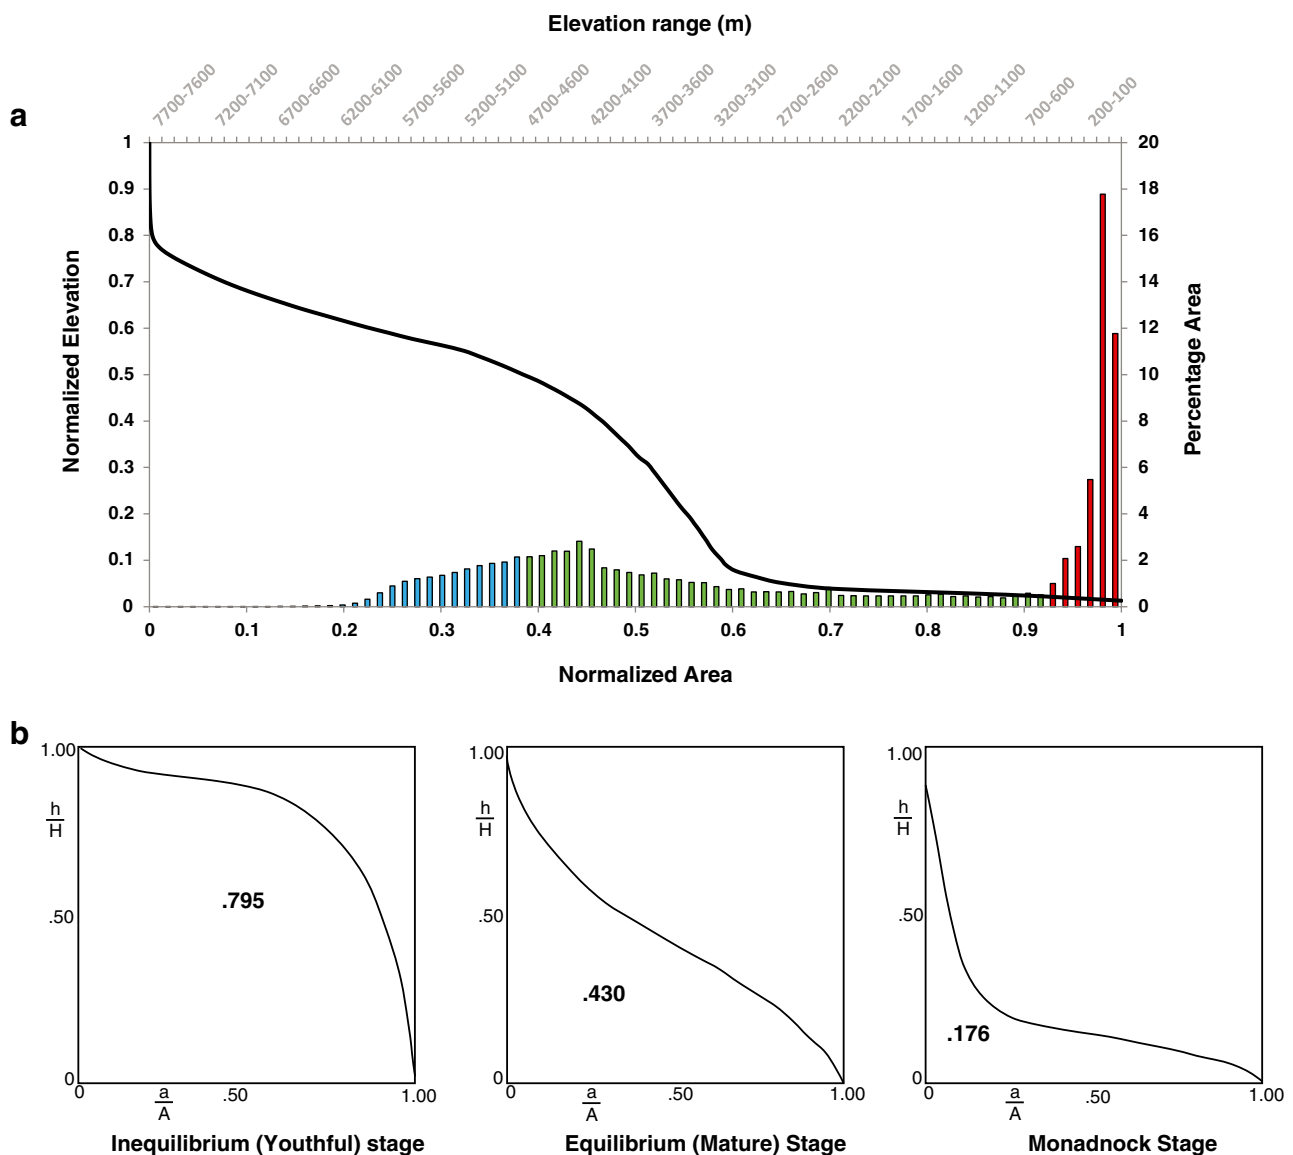 Elevation range (m)
7700-7600 7200-7100 6700-6600 6200-6100 5700-5600 5200-5100 4700-4600 4200-4100 3700-3600 3200-3100 2700-2600 2200-2100 1700-1600 1200-1100 700-600 200-100
a
1 20
0.9 18
0.8 16
0.7 14
0.6 12
0.5 10
0.4 8
0.3 6
0.2 4
0.1 2
0 0
Normalized Elevation
Percentage Area
0 0.1 0.2 0.3 0.4 0.5 0.6 0.7 0.8 0.9 1
Normalized Area
b
1.00
h
H
.50
.795
0
0 a .50 1.00
A
Inequilibrium (Youthful) stage
1.00
h
H
.50
.430
0
0 a .50 1.00
A
Equilibrium (Mature) Stage
1.00
h
H
.50
.176
0
0 a .50 1.00
A
Monadnock Stage